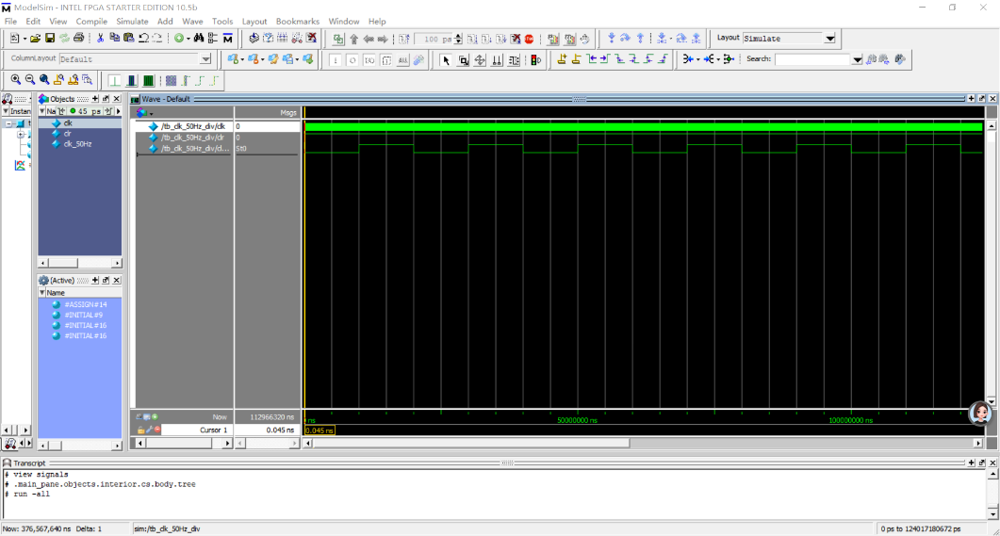 ModelSim - INTEL FPGA STARTER EDITION 10.5b
File Edit View Compile Simulate Add Wave Tools Layout Bookmarks Window Help
100 ps
Layout Simulate
ColumnLayout Default
Search:
Instan
Objects
Wave - Default
45 ps
Msgs
clk
clr
clk_50Hz
/tb_clk_50Hz_div/clk 0
/tb_clk_50Hz_div/clr 0
/tb_clk_50Hz_div/d... St0
(Active)
Name
#ASSIGN#14
#INITIAL#9
#INITIAL#16
#INITIAL#16
Now 112966320 ns
ns 50000000 ns 100000000 ns
Cursor 1 0.045 ns 0.045 ns
Transcript
# view signals
# .main_pane.objects.interior.cs.body.tree
# run -all
Now: 376,567,640 ns Delta: 1 sim:/tb_clk_50Hz_div 0 ps to 124017180672 ps